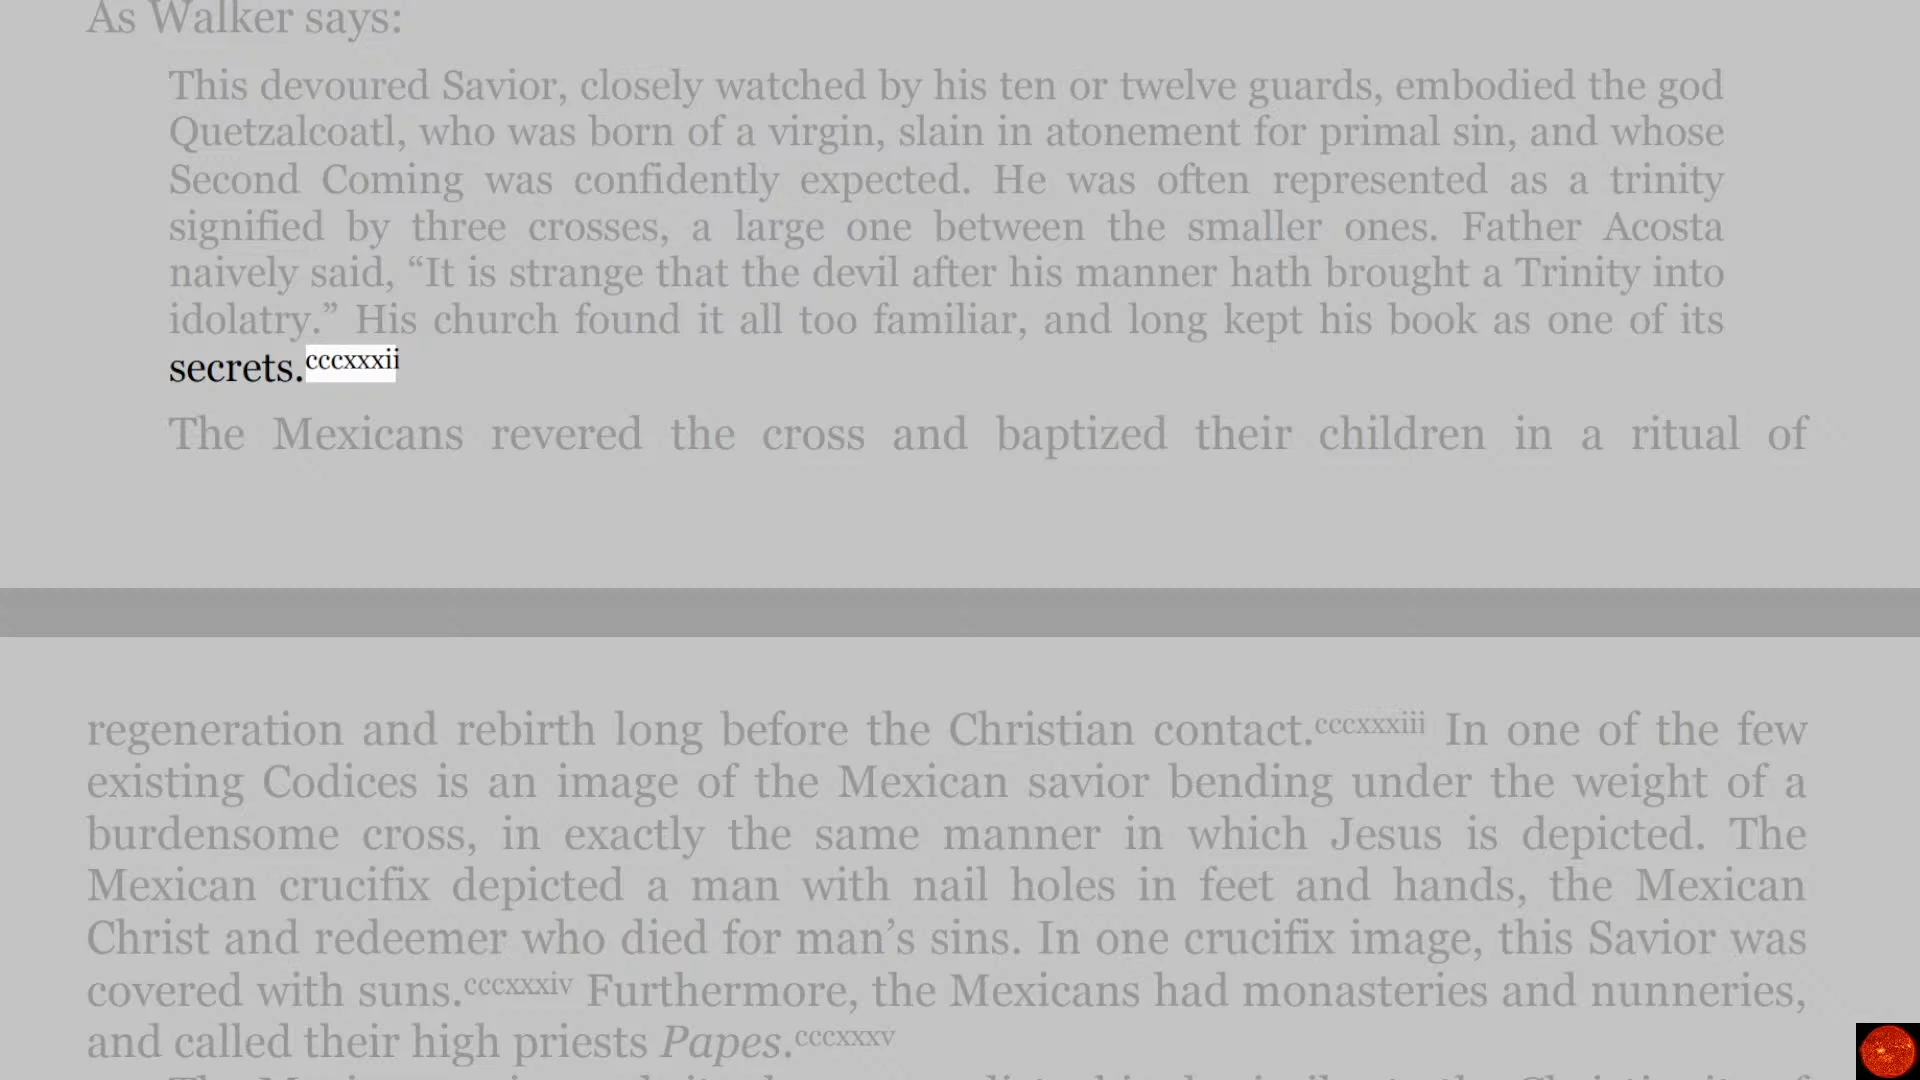 As Walker says:
This devoured Savior, closely watched by his ten or twelve guards, embodied the god
Quetzalcoatl, who was born of a virgin, slain in atonement for primal sin, and whose
Second Coming was confidently expected. He was often represented as a trinity
signified by three crosses, a large one between the smaller ones. Father Acosta
naively said, “It is strange that the devil after his manner hath brought a Trinity into
idolatry.” His church found it all too familiar, and long kept his book as one of its
secrets.cccxxxii
The Mexicans revered the cross and baptized their children in a ritual of
regeneration and rebirth long before the Christian contact.cccxxxiii In one of the few
existing Codices is an image of the Mexican savior bending under the weight of a
burdensome cross, in exactly the same manner in which Jesus is depicted. The
Mexican crucifix depicted a man with nail holes in feet and hands, the Mexican
Christ and redeemer who died for man’s sins. In one crucifix image, this Savior was
covered with suns.cccxxxiv Furthermore, the Mexicans had monasteries and nunneries,
and called their high priests Papes.cccxxxv